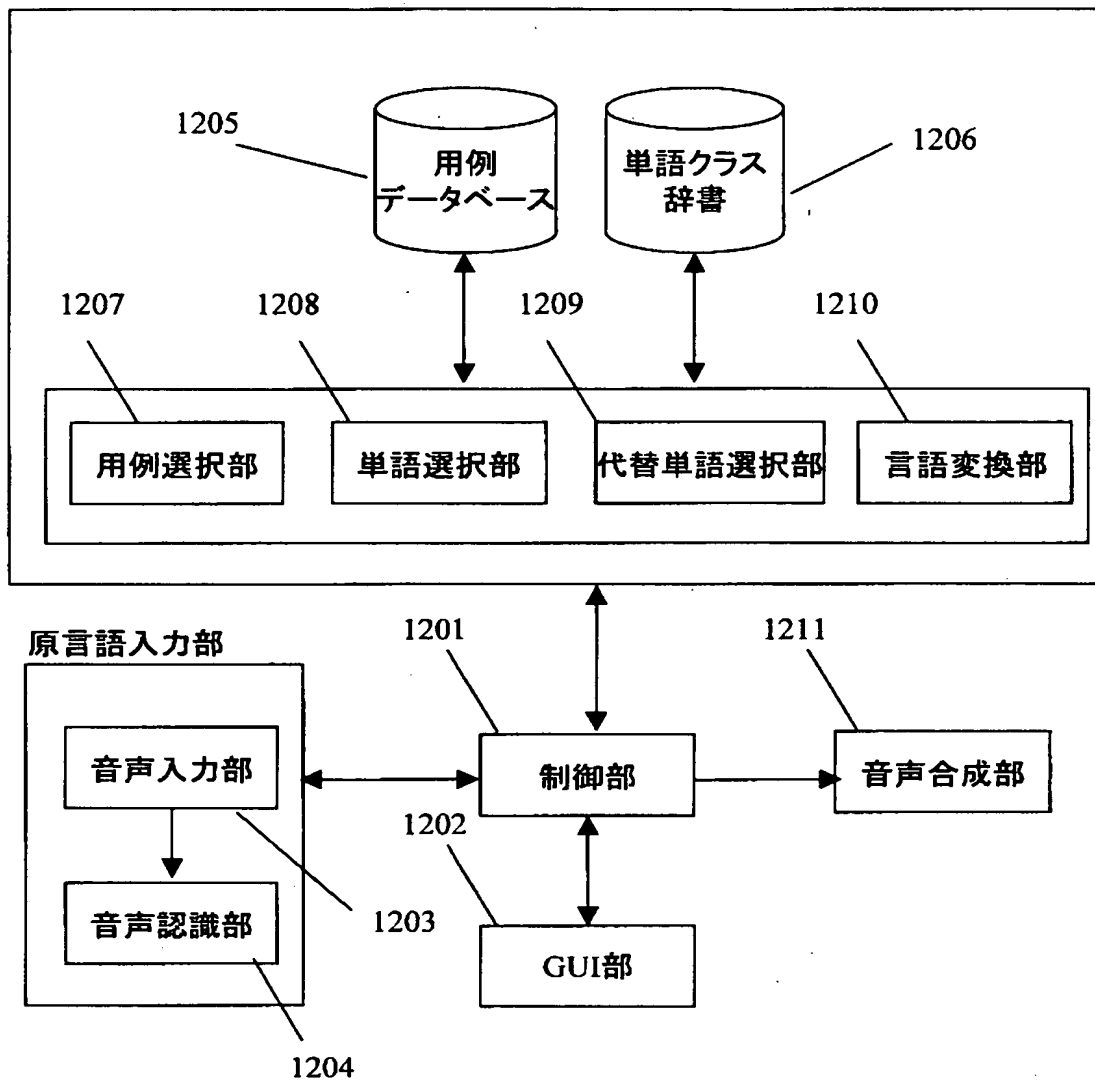 1205
用例
データベース
単語クラス
辞書
1206
1207
1208
1209
1210
用例選択部
単語選択部
代替単語選択部
言語変換部
原言語入力部
1201
1211
音声入力部
制御部
音声合成部
1202
音声認識部
1203
GUI部
1204